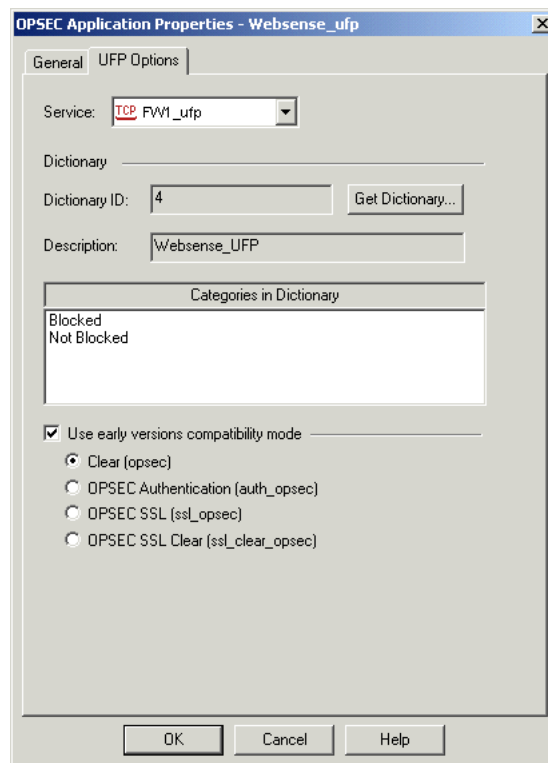 OPSEC Application Properties - Websense_ufp
General UFP Options
Service: TCP FW1_ufp
Dictionary
Dictionary ID: 4 Get Dictionary...
Description: Websense_UFP
Categories in Dictionary
Blocked
Not Blocked
Use early versions compatibility mode
Clear (opsec)
OPSEC Authentication (auth_opsec)
OPSEC SSL (ssl_opsec)
OPSEC SSL Clear (ssl_clear_opsec)
OK Cancel Help